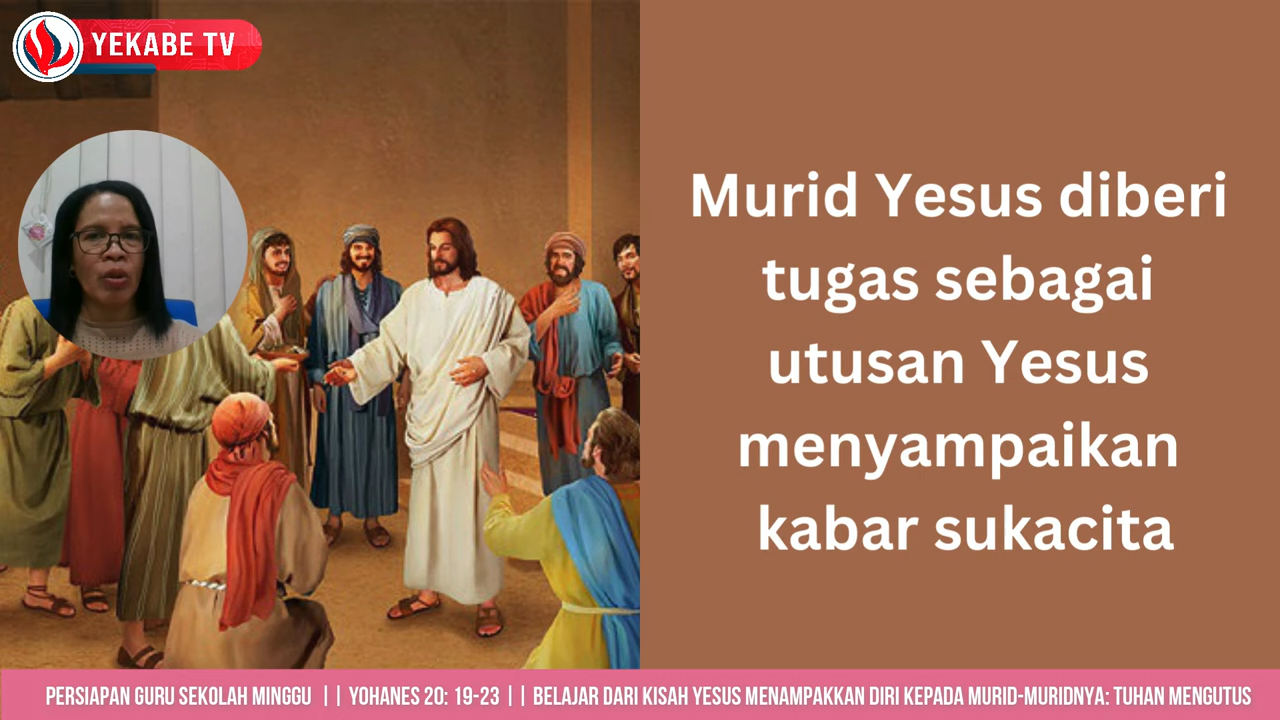 YEKABE TV
Murid Yesus diberi
tugas sebagai
utusan Yesus
menyampaikan
kabar sukacita
PERSIAPAN GURU SEKOLAH MINGGU || YOHANES 20: 19-23 || BELAJAR DARI KISAH YESUS MENAMPAKKAN DIRI KEPADA MURID-MURIDNYA: TUHAN MENGUTUS